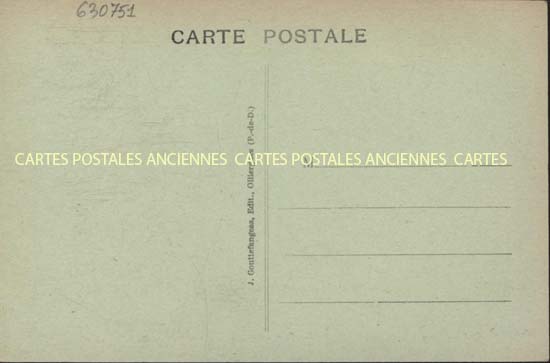 630751
CARTE POSTALE
CARTES POSTALES ANCIENNES CARTES POSTALES ANCIENNES CARTES
M
J. Gouttefangeas, Edit., Olliergues (P.-de-D.)